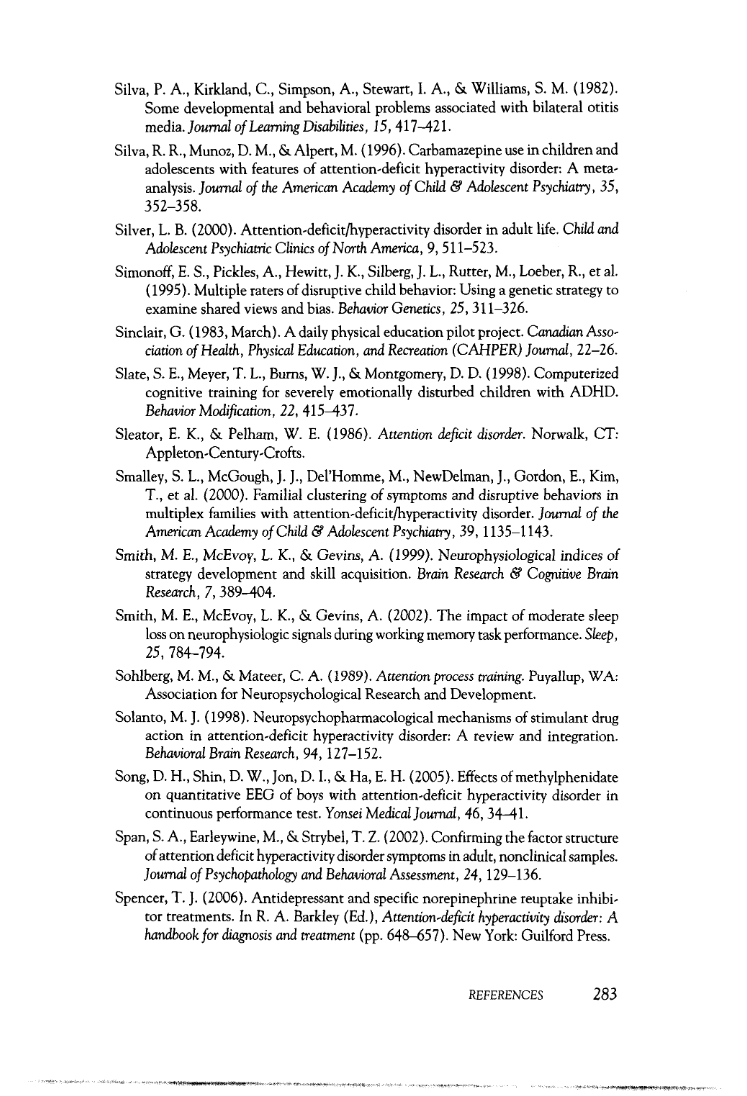 Silva, P. A., Kirkland, C., Simpson, A., Stewart, I. A., & Williams, S. M. (1982).
Some developmental and behavioral problems associated with bilateral otitis
media. Journal of Learning Disabilities, 15, 417–421.
Silva, R. R., Munoz, D. M., & Alpert, M. (1996). Carbamazepine use in children and
adolescents with features of attention-deficit hyperactivity disorder: A meta-
analysis. Journal of the American Academy of Child & Adolescent Psychiatry, 35,
352–358.
Silver, L. B. (2000). Attention-deficit/hyperactivity disorder in adult life. Child and
Adolescent Psychiatric Clinics of North America, 9, 511–523.
Simonoff, E. S., Pickles, A., Hewitt, J. K., Silberg, J. L., Rutter, M., Loeber, R., et al.
(1995). Multiple raters of disruptive child behavior: Using a genetic strategy to
examine shared views and bias. Behavior Genetics, 25, 311–326.
Sinclair, G. (1983, March). A daily physical education pilot project. Canadian Asso-
ciation of Health, Physical Education, and Recreation (CAHPER) Journal, 22–26.
Slate, S. E., Meyer, T. L., Burns, W. J., & Montgomery, D. D. (1998). Computerized
cognitive training for severely emotionally disturbed children with ADHD.
Behavior Modification, 22, 415–437.
Sleator, E. K., & Pelham, W. E. (1986). Attention deficit disorder. Norwalk, CT:
Appleton-Century-Crofts.
Smalley, S. L., McGough, J. J., Del'Homme, M., NewDelman, J., Gordon, E., Kim,
T., et al. (2000). Familial clustering of symptoms and disruptive behaviors in
multiplex families with attention-deficit/hyperactivity disorder. Journal of the
American Academy of Child & Adolescent Psychiatry, 39, 1135–1143.
Smith, M. E., McEvoy, L. K., & Gevins, A. (1999). Neurophysiological indices of
strategy development and skill acquisition. Brain Research & Cognitive Brain
Research, 7, 389–404.
Smith, M. E., McEvoy, L. K., & Gevins, A. (2002). The impact of moderate sleep
loss on neurophysiologic signals during working memory task performance. Sleep,
25, 784–794.
Sohlberg, M. M., & Mateer, C. A. (1989). Attention process training. Puyallup, WA:
Association for Neuropsychological Research and Development.
Solanto, M. J. (1998). Neuropsychopharmacological mechanisms of stimulant drug
action in attention-deficit hyperactivity disorder: A review and integration.
Behavioral Brain Research, 94, 127–152.
Song, D. H., Shin, D. W., Jon, D. I., & Ha, E. H. (2005). Effects of methylphenidate
on quantitative EEG of boys with attention-deficit hyperactivity disorder in
continuous performance test. Yonsei Medical Journal, 46, 34–41.
Span, S. A., Earleywine, M., & Strybel, T. Z. (2002). Confirming the factor structure
of attention deficit hyperactivity disorder symptoms in adult, nonclinical samples.
Journal of Psychopathology and Behavioral Assessment, 24, 129–136.
Spencer, T. J. (2006). Antidepressant and specific norepinephrine reuptake inhibi-
tor treatments. In R. A. Barkley (Ed.), Attention-deficit hyperactivity disorder: A
handbook for diagnosis and treatment (pp. 648–657). New York: Guilford Press.
REFERENCES 283